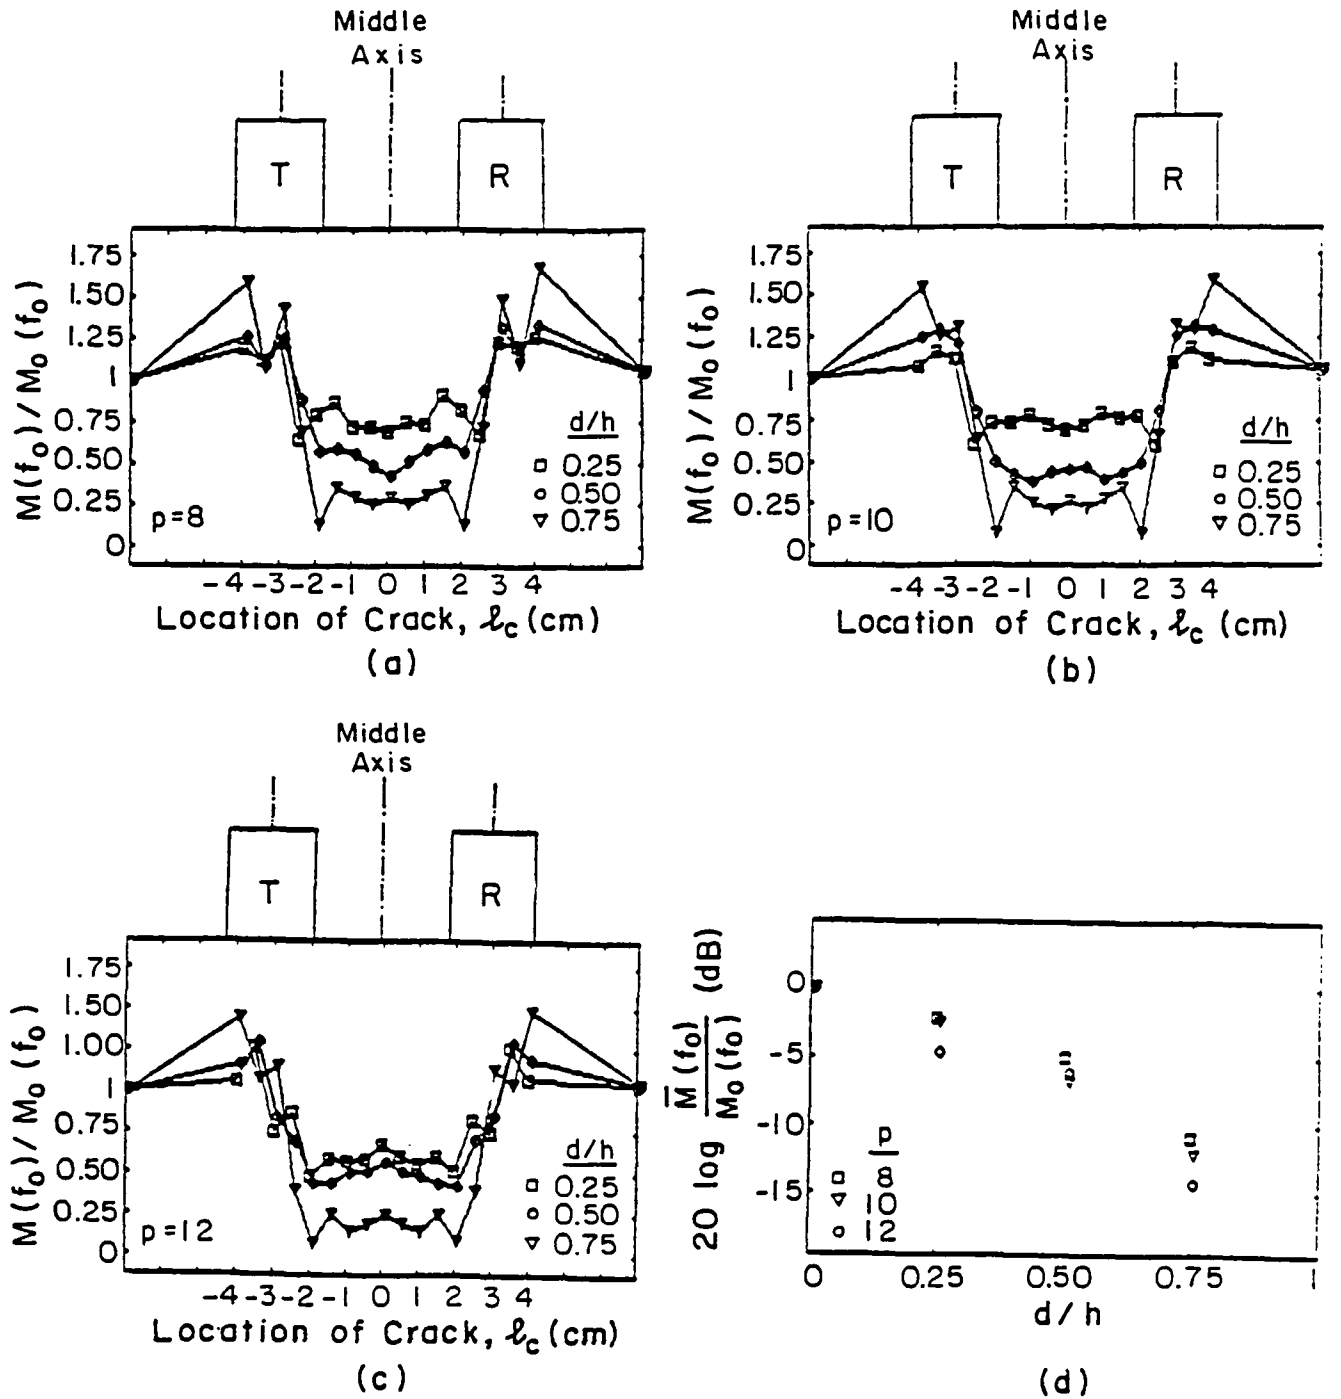 Middle
Axis
T
R
M(f₀)/M₀(f₀)
1.75
1.50
1.25
1
0.75
0.50
0.25
0
p=8
d/h
0.25
0.50
0.75
-4 -3 -2 -1 0 1 2 3 4
Location of Crack, ℓc (cm)
(a)
Middle
Axis
T
R
M(f₀)/M₀(f₀)
1.75
1.50
1.25
1
0.75
0.50
0.25
0
p=10
d/h
0.25
0.50
0.75
-4 -3 -2 -1 0 1 2 3 4
Location of Crack, ℓc (cm)
(b)
Middle
Axis
T
R
M(f₀)/M₀(f₀)
1.75
1.50
1.00
1
0.75
0.50
0.25
0
p=12
d/h
0.25
0.50
0.75
-4 -3 -2 -1 0 1 2 3 4
Location of Crack, ℓc (cm)
(c)
20 log M̄(f₀)/M₀(f₀) (dB)
0
-5
-10
-15
p
8
10
12
0 0.25 0.50 0.75 1
d/h
(d)